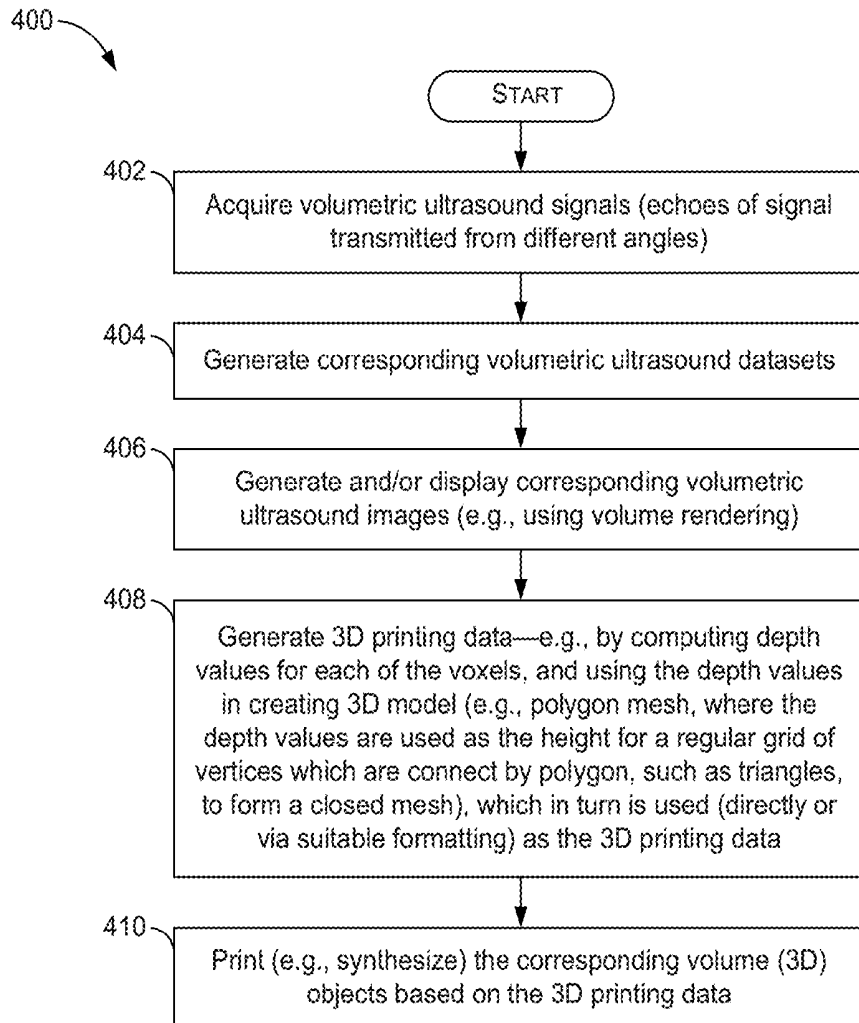 400
START
402
Acquire volumetric ultrasound signals (echoes of signal
transmitted from different angles)
404
Generate corresponding volumetric ultrasound datasets
406
Generate and/or display corresponding volumetric
ultrasound images (e.g., using volume rendering)
408
Generate 3D printing data—e.g., by computing depth
values for each of the voxels, and using the depth values
in creating 3D model (e.g., polygon mesh, where the
depth values are used as the height for a regular grid of
vertices which are connect by polygon, such as triangles,
to form a closed mesh), which in turn is used (directly or
via suitable formatting) as the 3D printing data
410
Print (e.g., synthesize) the corresponding volume (3D)
objects based on the 3D printing data